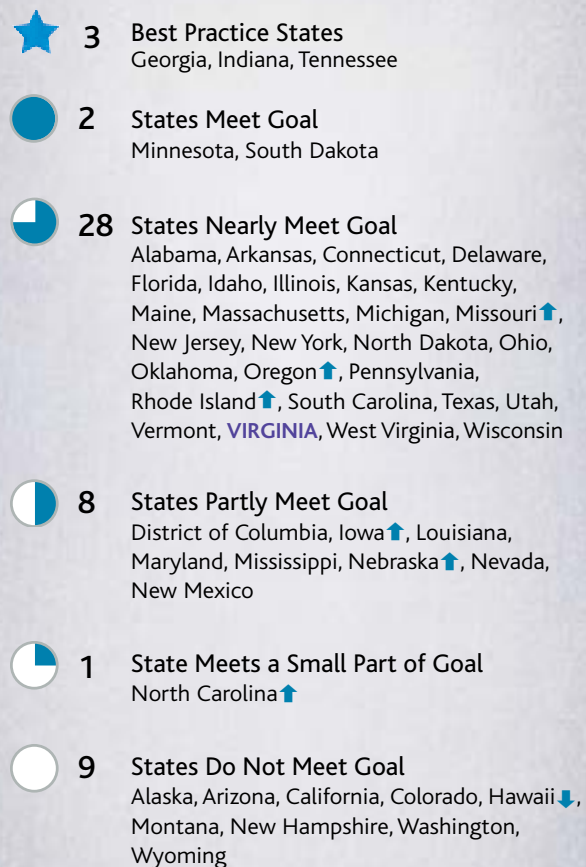 3 Best Practice States
Georgia, Indiana, Tennessee
2 States Meet Goal
Minnesota, South Dakota
28 States Nearly Meet Goal
Alabama, Arkansas, Connecticut, Delaware,
Florida, Idaho, Illinois, Kansas, Kentucky,
Maine, Massachusetts, Michigan, Missouri⬆,
New Jersey, New York, North Dakota, Ohio,
Oklahoma, Oregon⬆, Pennsylvania,
Rhode Island⬆, South Carolina, Texas, Utah,
Vermont, VIRGINIA, West Virginia, Wisconsin
8 States Partly Meet Goal
District of Columbia, Iowa⬆, Louisiana,
Maryland, Mississippi, Nebraska⬆, Nevada,
New Mexico
1 State Meets a Small Part of Goal
North Carolina⬆
9 States Do Not Meet Goal
Alaska, Arizona, California, Colorado, Hawaii⬇,
Montana, New Hampshire, Washington,
Wyoming